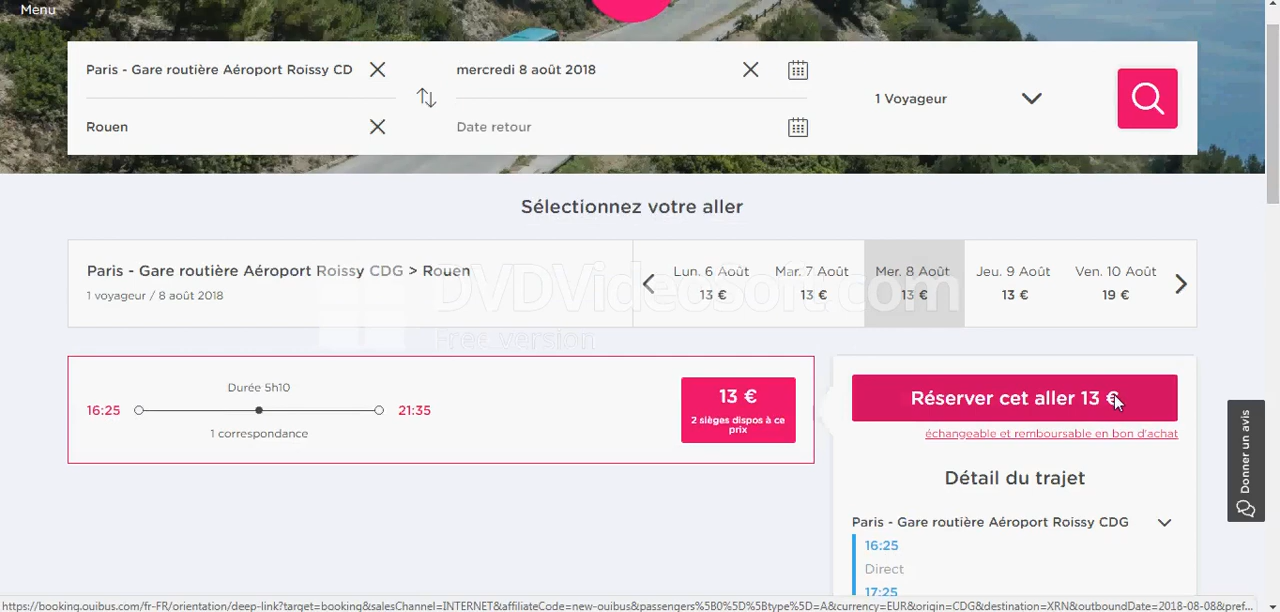 Menu
Paris - Gare routière Aéroport Roissy CD
mercredi 8 août 2018
1 Voyageur
Rouen
Date retour
Sélectionnez votre aller
Paris - Gare routière Aéroport Roissy CDG > Rouen
1 voyageur / 8 août 2018
Lun. 6 Août
13 €
Mar. 7 Août
13 €
Mer. 8 Août
13 €
Jeu. 9 Août
13 €
Ven. 10 Août
19 €
DVDVideoSoft.com
Free version
Durée 5h10
16:25
21:35
1 correspondance
13 €
2 sièges dispos à ce
prix
Réserver cet aller 13 €
échangeable et remboursable en bon d'achat
Détail du trajet
Paris - Gare routière Aéroport Roissy CDG
16:25
Direct
17:25
Donner un avis
https://booking.ouibus.com/fr-FR/orientation/deep-link?target=booking&salesChannel=INTERNET&affiliateCode=new-ouibus&passengers%5B0%5D%5Btype%5D=A&currency=EUR&origin=CDG&destination=XRN&outboundDate=2018-08-08&pref...